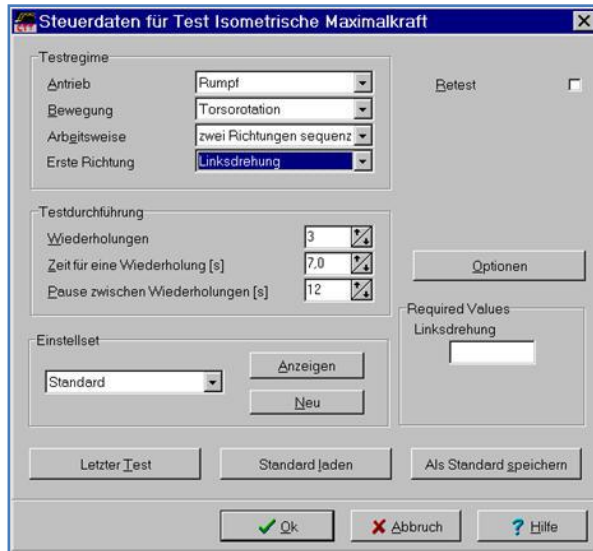 Steuerdaten für Test Isometrische Maximalkraft
Testregime
Antrieb Rumpf
Bewegung Torsorotation
Arbeitsweise zwei Richtungen sequenz
Erste Richtung Linksdrehung
Retest
Testdurchführung
Wiederholungen 3
Zeit für eine Wiederholung [s] 7,0
Pause zwischen Wiederholungen [s] 12
Optionen
Required Values
Linksdrehung
Einstellset
Standard
Anzeigen
Neu
Letzter Test Standard laden Als Standard speichern
Ok Abbruch Hilfe